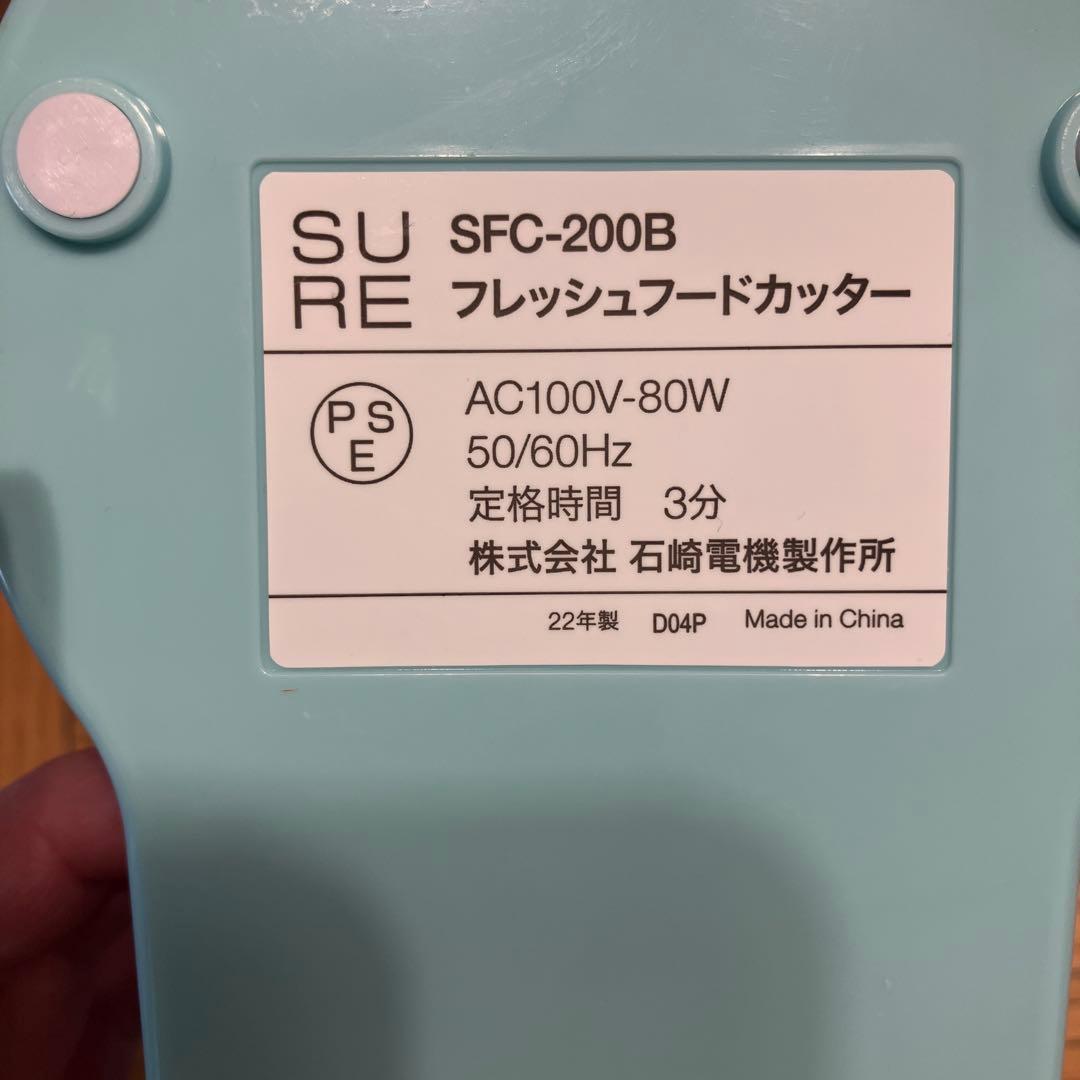 SURE
SFC-200B
フレッシュフードカッター
PSE
AC100V-80W
50/60Hz
定格時間　3分
株式会社 石崎電機製作所
22年製　D04P　Made in China